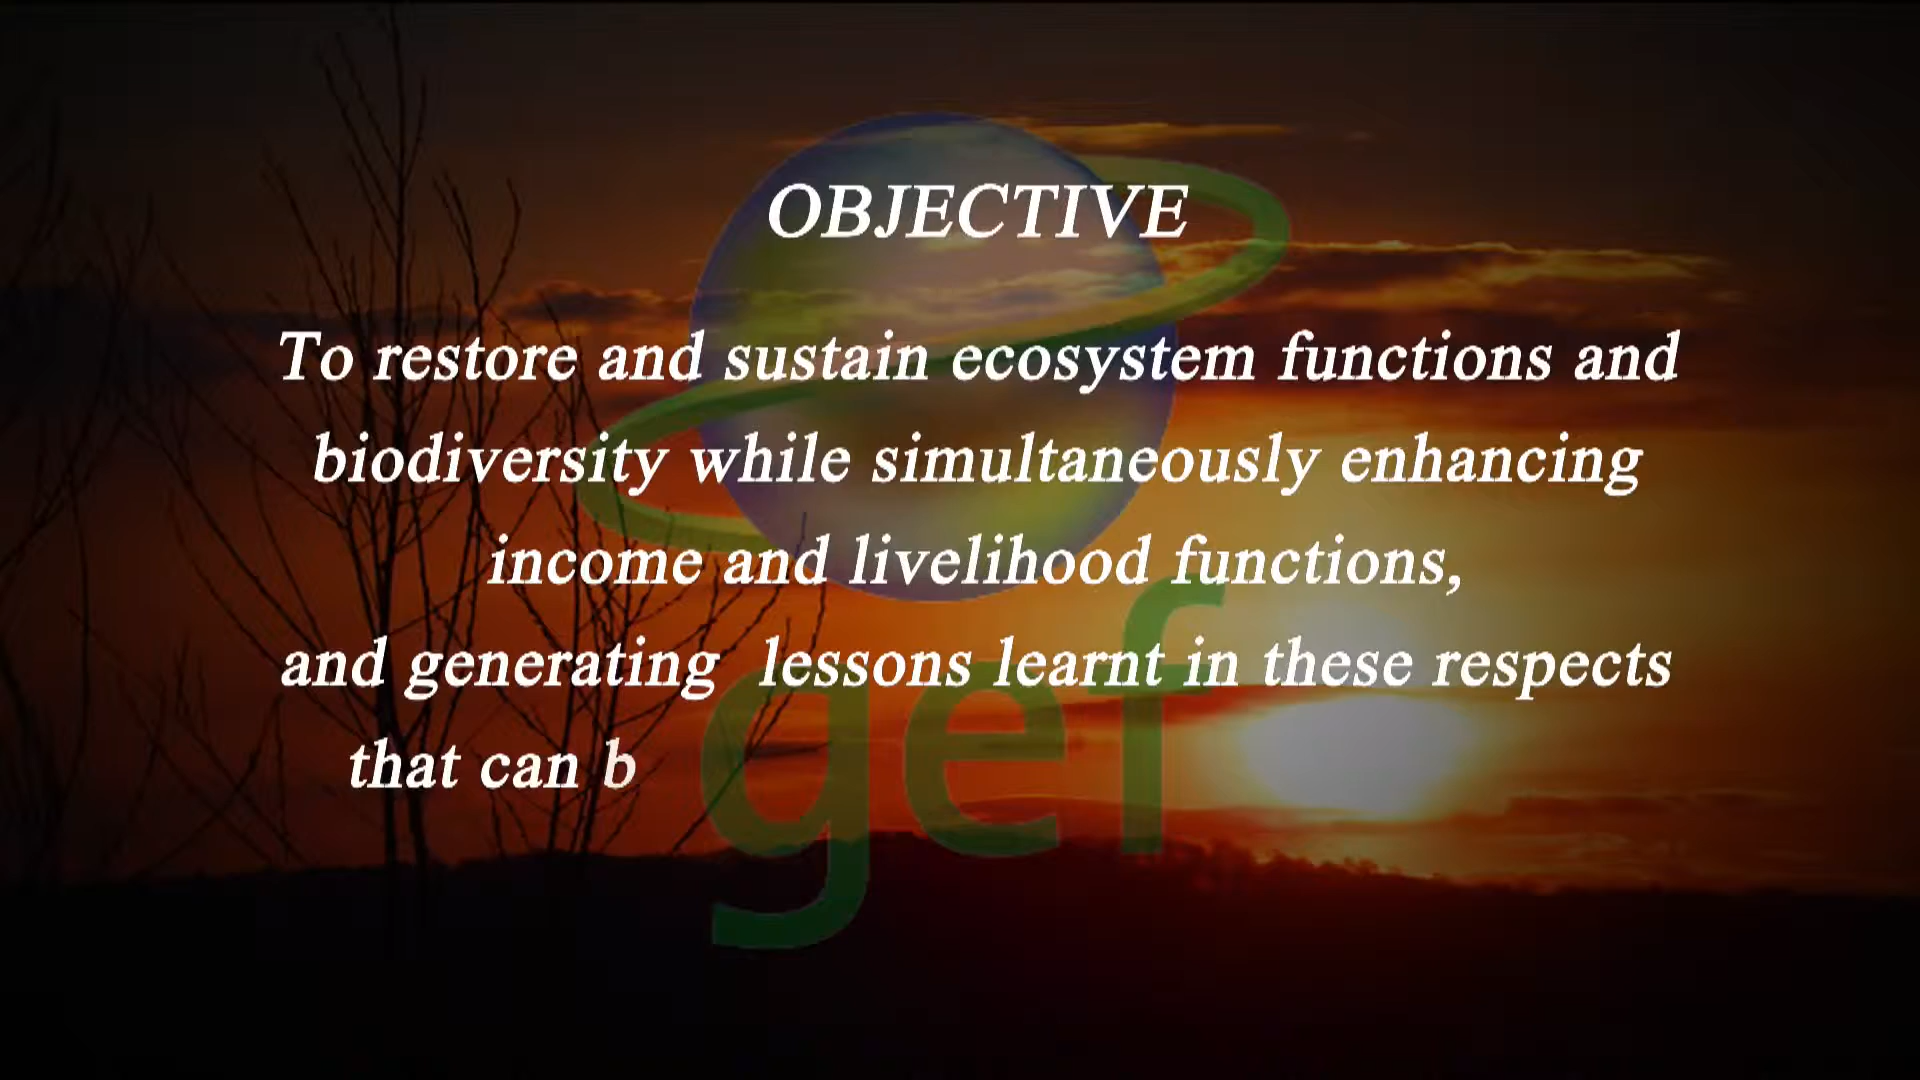 OBJECTIVE
To restore and sustain ecosystem functions and
biodiversity while simultaneously enhancing
income and livelihood functions,
and generating lessons learnt in these respects
that can b
gef